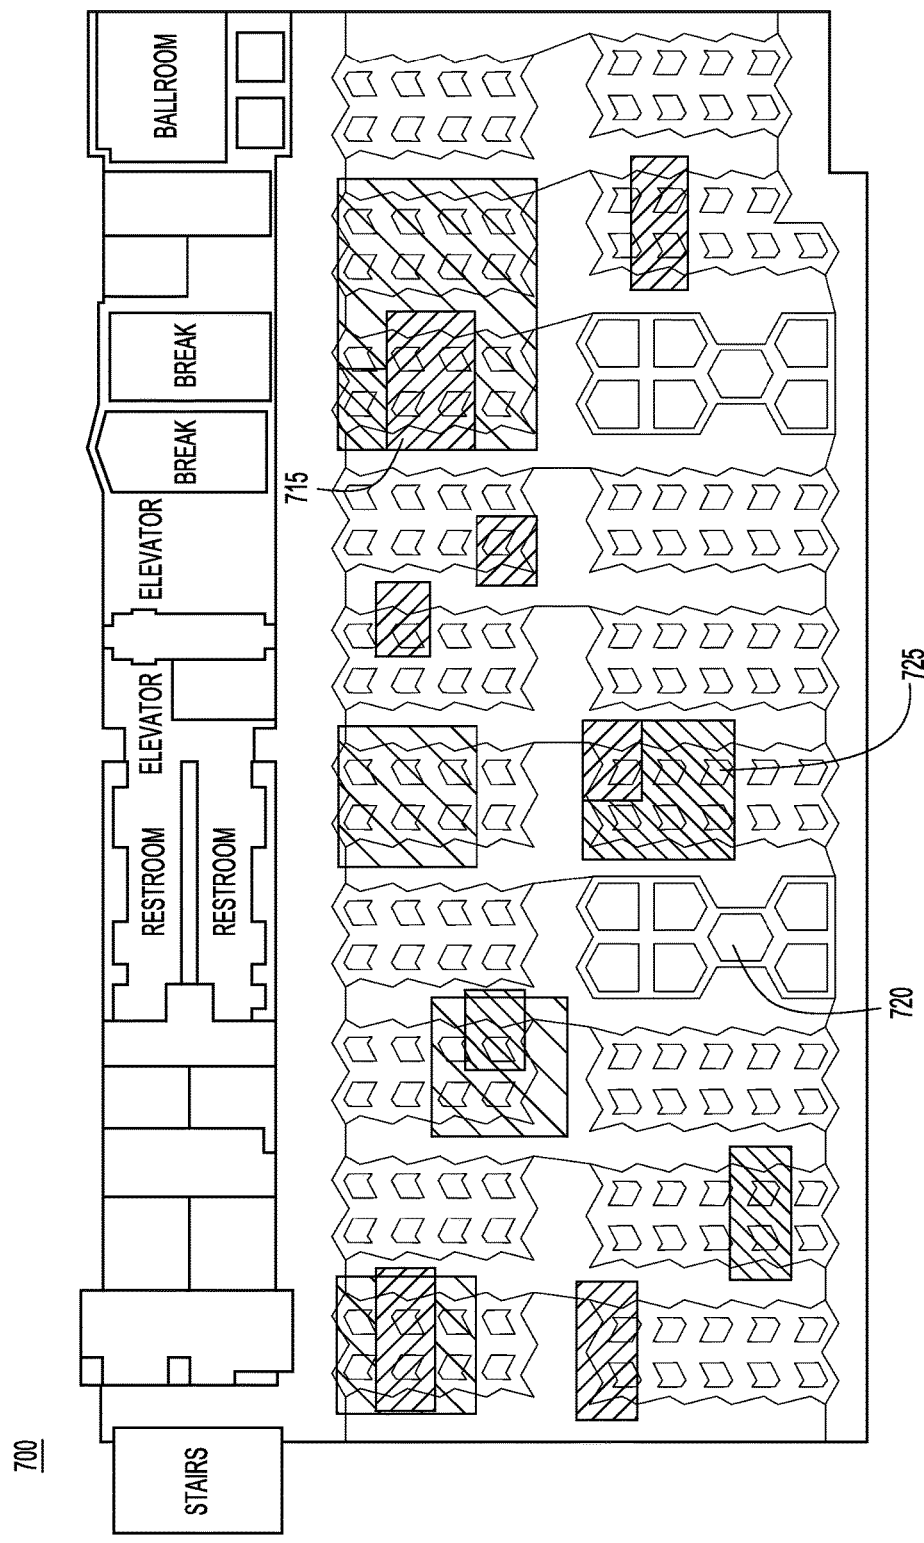 700
STAIRS
RESTROOM
RESTROOM
ELEVATOR
ELEVATOR
BREAK
BREAK
BALLROOM
715
720
725